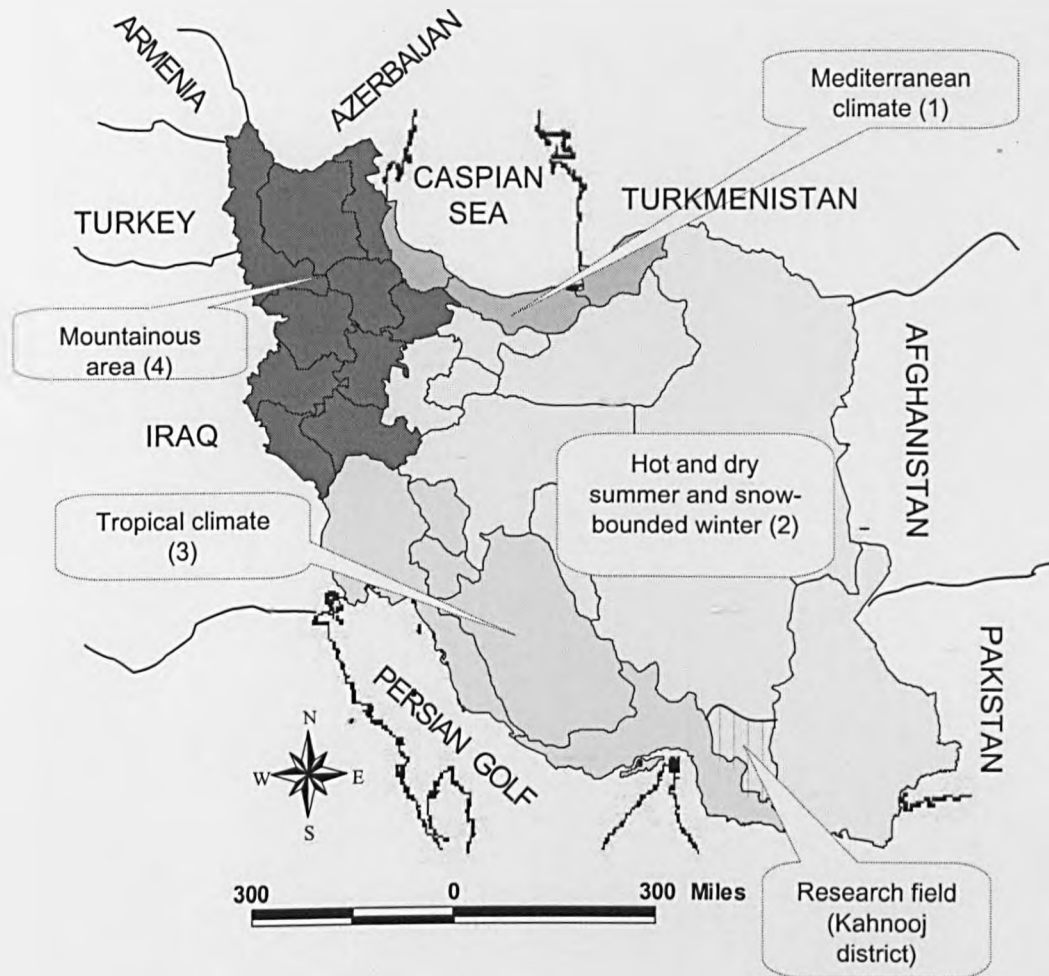 ARMENIA
AZERBAIJAN
Mediterranean
climate (1)
CASPIAN
SEA
TURKMENISTAN
TURKEY
Mountainous
area (4)
AFGHANISTAN
IRAQ
Hot and dry
summer and snow-
bounded winter (2)
Tropical climate
(3)
PAKISTAN
PERSIAN GOLF
N
W
E
S
300
0
300 Miles
Research field
(Kahnooj
district)